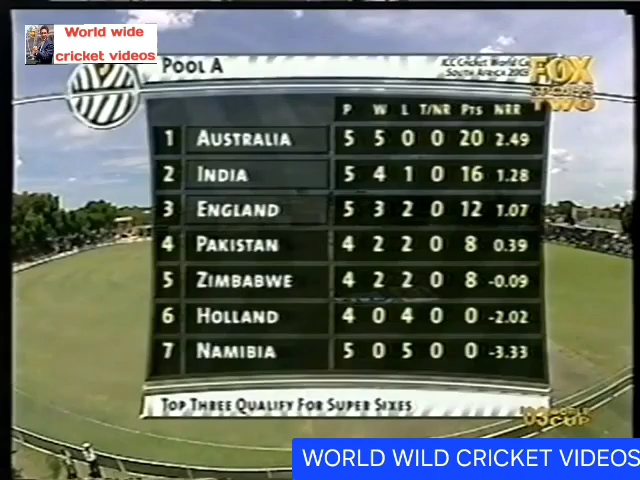 World wide
cricket videos
POOL A
ICC Cricket World Cu
SOUTH AFRICA 2003
FOX
SPORTS
TWO
P W L T/NR PTS NRR
1 AUSTRALIA 5 5 0 0 20 2.49
2 INDIA 5 4 1 0 16 1.28
3 ENGLAND 5 3 2 0 12 1.07
4 PAKISTAN 4 2 2 0 8 0.39
5 ZIMBABWE 4 2 2 0 8 -0.09
6 HOLLAND 4 0 4 0 0 -2.02
7 NAMIBIA 5 0 5 0 0 -3.33
TOP THREE QUALIFY FOR SUPER SIXES
03 WORLD CUP
WORLD WILD CRICKET VIDEOS